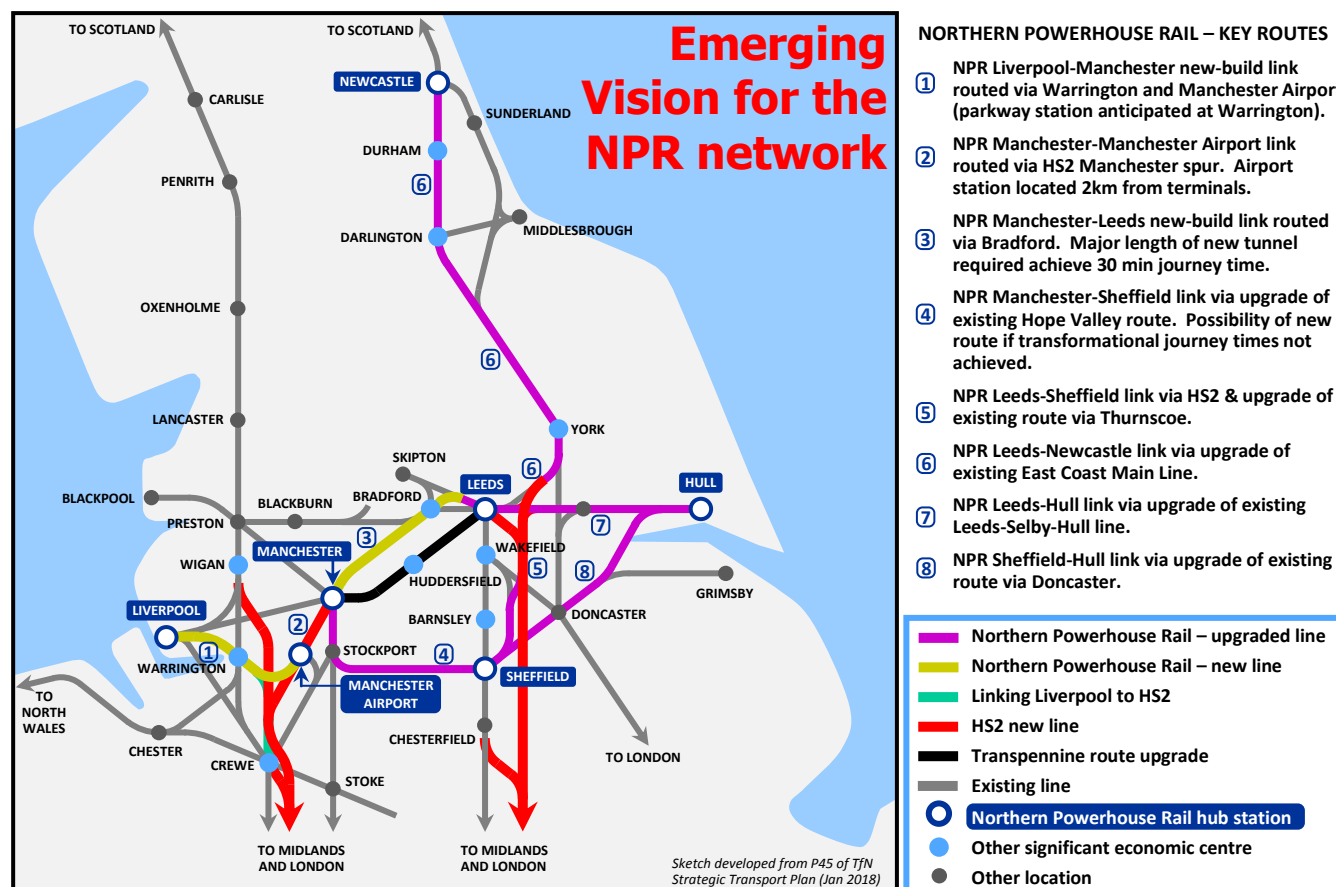 Emerging
Vision for the
NPR network
TO SCOTLAND
TO SCOTLAND
NEWCASTLE
CARLISLE
SUNDERLAND
DURHAM
6
PENRITH
DARLINGTON
MIDDLESBROUGH
OXENHOLME
6
LANCASTER
YORK
SKIPTON
6
LEEDS
HULL
BLACKPOOL
BLACKBURN
BRADFORD
PRESTON
3
7
MANCHESTER
WAKEFIELD
WIGAN
HUDDERSFIELD
5
8
GRIMSBY
LIVERPOOL
2
BARNSLEY
DONCASTER
1
STOCKPORT
4
WARRINGTON
SHEFFIELD
MANCHESTER
AIRPORT
TO
NORTH
WALES
CHESTER
CHESTERFIELD
CREWE
TO LONDON
STOKE
TO MIDLANDS
AND LONDON
TO MIDLANDS
AND LONDON
Sketch developed from P45 of TfN
Strategic Transport Plan (Jan 2018)
NORTHERN POWERHOUSE RAIL – KEY ROUTES
1
NPR Liverpool-Manchester new-build link
routed via Warrington and Manchester Airpor
(parkway station anticipated at Warrington).
2
NPR Manchester-Manchester Airport link
routed via HS2 Manchester spur. Airport
station located 2km from terminals.
3
NPR Manchester-Leeds new-build link routed
via Bradford. Major length of new tunnel
required achieve 30 min journey time.
4
NPR Manchester-Sheffield link via upgrade of
existing Hope Valley route. Possibility of new
route if transformational journey times not
achieved.
5
NPR Leeds-Sheffield link via HS2 & upgrade of
existing route via Thurnscoe.
6
NPR Leeds-Newcastle link via upgrade of
existing East Coast Main Line.
7
NPR Leeds-Hull link via upgrade of existing
Leeds-Selby-Hull line.
8
NPR Sheffield-Hull link via upgrade of existing
route via Doncaster.
Northern Powerhouse Rail – upgraded line
Northern Powerhouse Rail – new line
Linking Liverpool to HS2
HS2 new line
Transpennine route upgrade
Existing line
Northern Powerhouse Rail hub station
Other significant economic centre
Other location